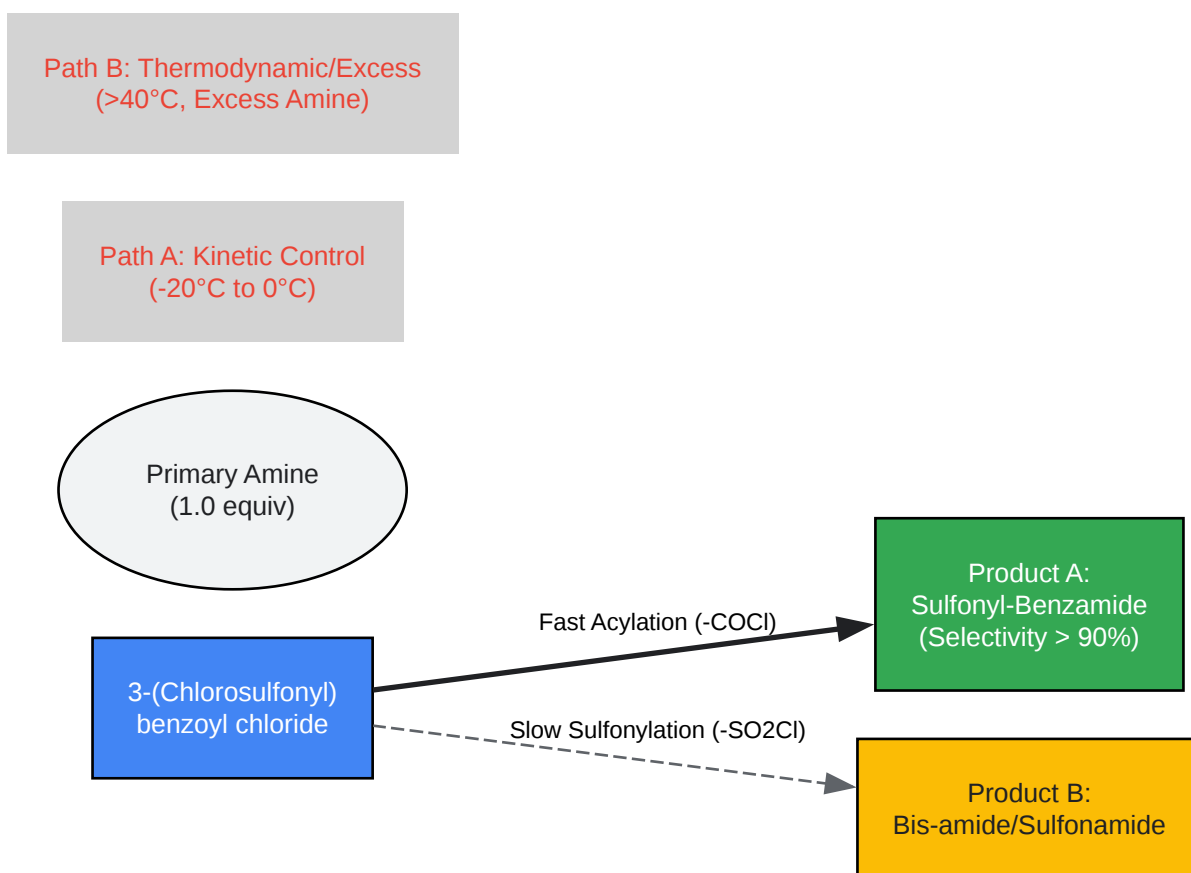 Path B: Thermodynamic/Excess
(>40°C, Excess Amine)
Path A: Kinetic Control
(-20°C to 0°C)
Primary Amine
(1.0 equiv)
3-(Chlorosulfonyl)
benzoyl chloride
Fast Acylation (-COCl)
Slow Sulfonylation (-SO2Cl)
Product A:
Sulfonyl-Benzamide
(Selectivity > 90%)
Product B:
Bis-amide/Sulfonamide